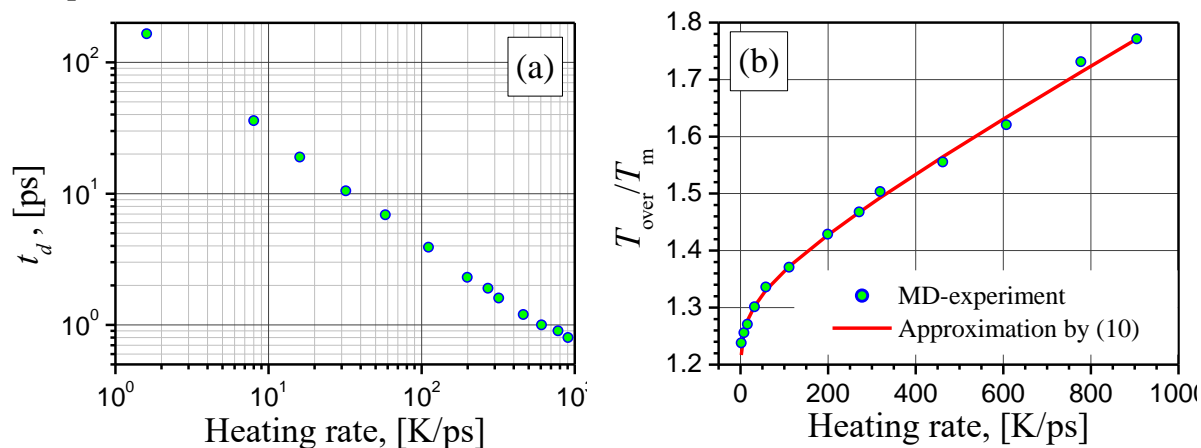 (a)
10²
10¹
10⁰
t_d, [ps]
10⁰ 10¹ 10² 10³
Heating rate, [K/ps]
(b)
1.8
1.7
1.6
1.5
1.4
1.3
1.2
T_over/T_m
MD-experiment
Approximation by (10)
0 200 400 600 800 1000
Heating rate, [K/ps]